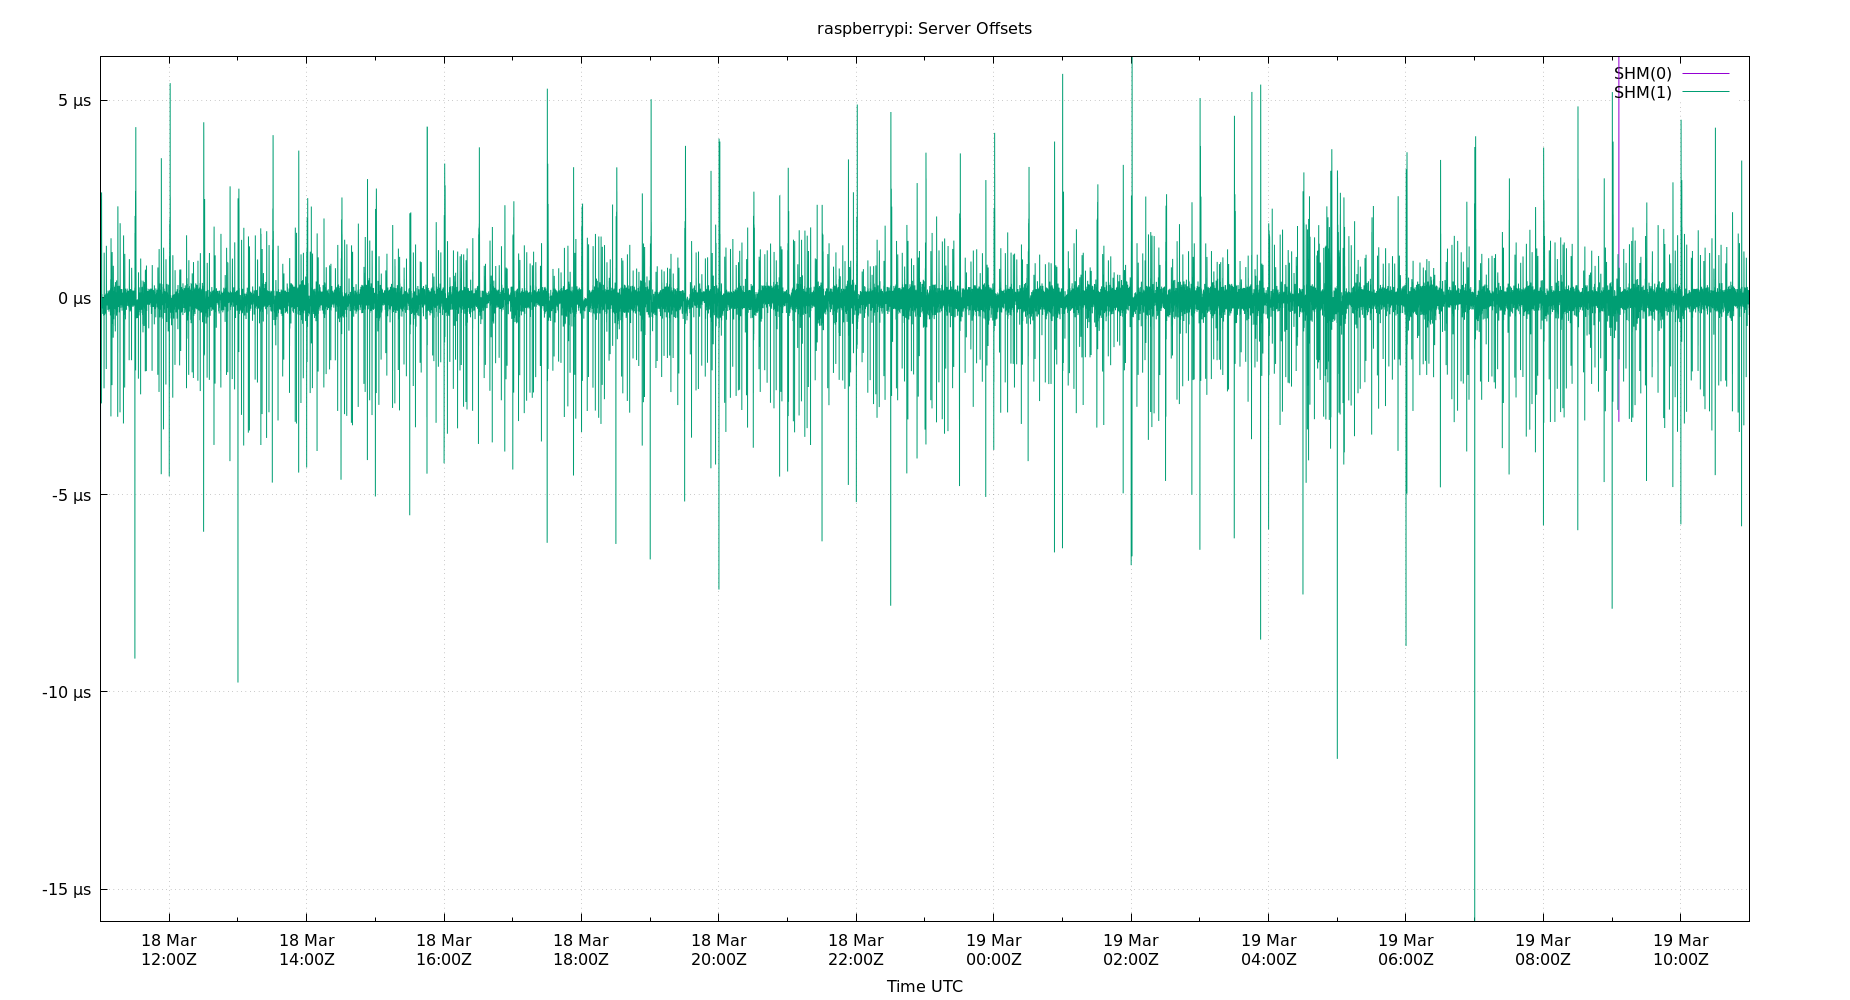 raspberrypi: Server Offsets
SHM(0)
SHM(1)
5 µs
0 µs
-5 µs
-10 µs
-15 µs
18 Mar 18 Mar 18 Mar 18 Mar 18 Mar 18 Mar 19 Mar 19 Mar 19 Mar 19 Mar 19 Mar 19 Mar
12:00Z 14:00Z 16:00Z 18:00Z 20:00Z 22:00Z 00:00Z 02:00Z 04:00Z 06:00Z 08:00Z 10:00Z
Time UTC